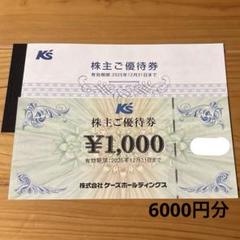 K's
株主ご優待券
有効期限:2025年12月31日まで
K's
株主ご優待券
¥1,000
有効期限:2025年12月31日まで
株式会社ケーズホールディングス
6000円分